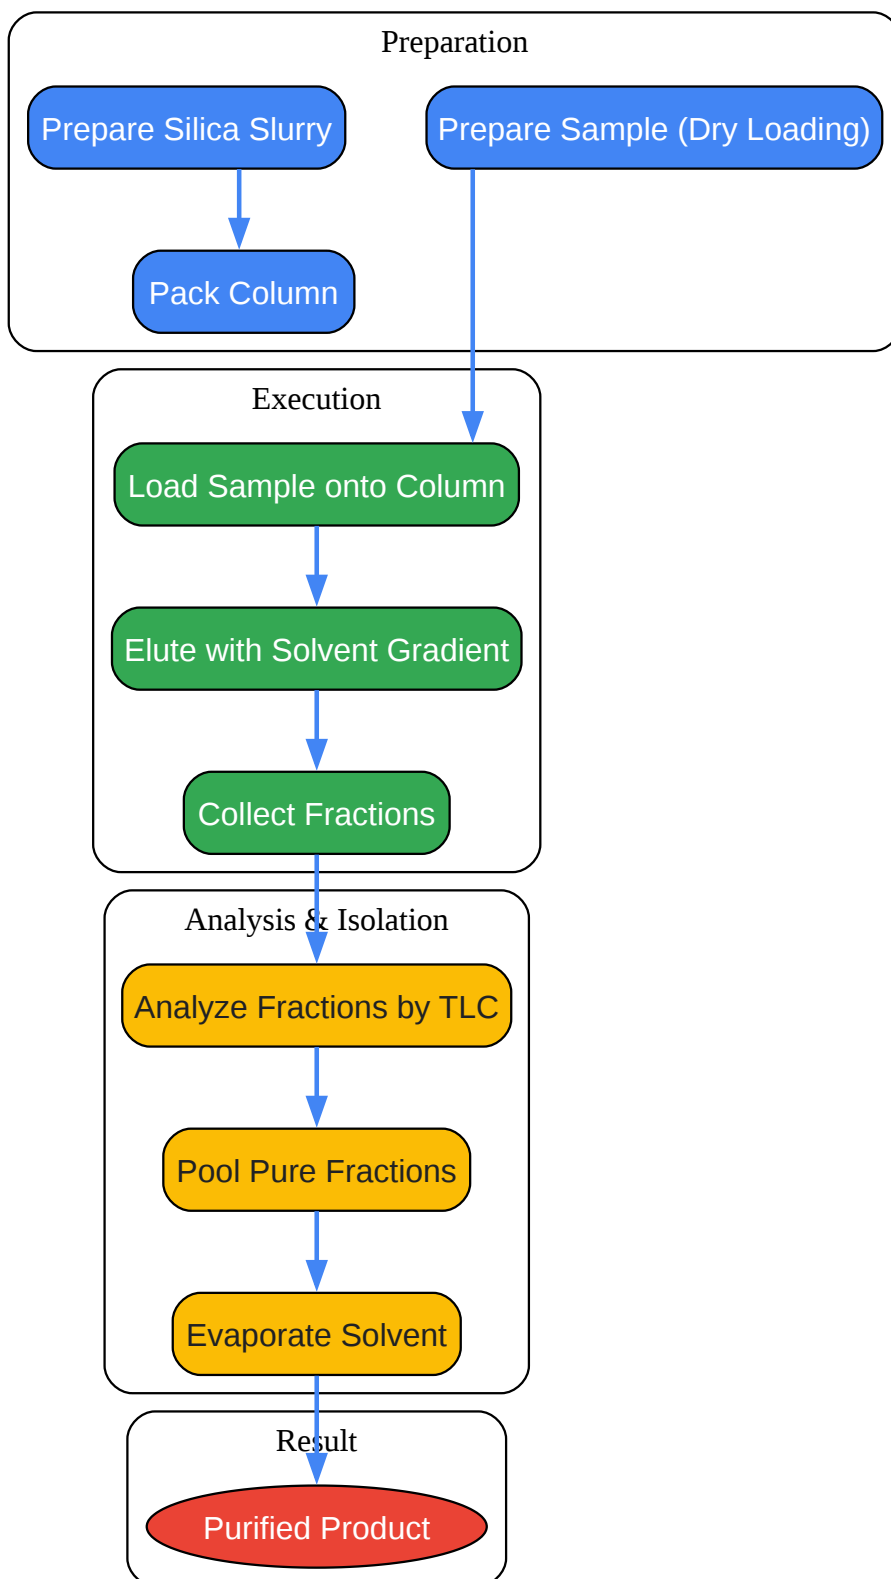 Preparation
Prepare Silica Slurry
Prepare Sample (Dry Loading)
Pack Column
Execution
Load Sample onto Column
Elute with Solvent Gradient
Collect Fractions
Analysis & Isolation
Analyze Fractions by TLC
Pool Pure Fractions
Evaporate Solvent
Result
Purified Product